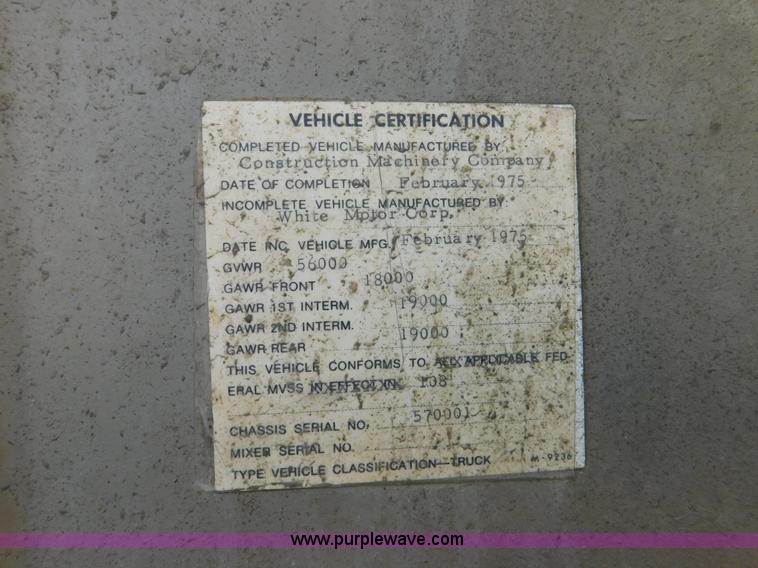 VEHICLE CERTIFICATION
COMPLETED VEHICLE MANUFACTURED BY:
Construction Machinery Company
DATE OF COMPLETION February 1975
INCOMPLETE VEHICLE MANUFACTURED BY:
White Motor Corp.
DATE INC. VEHICLE MFG. February 1975
GVWR 56000
GAWR FRONT 18000
GAWR 1ST INTERM. 19000
GAWR 2ND INTERM.
GAWR REAR 19000
THIS VEHICLE CONFORMS TO ALL APPLICABLE FED
ERAL MVSS IN EFFECT IN 108
CHASSIS SERIAL NO. 570001
MIXER SERIAL NO.
TYPE VEHICLE CLASSIFICATION—TRUCK M-9236
www.purplewave.com